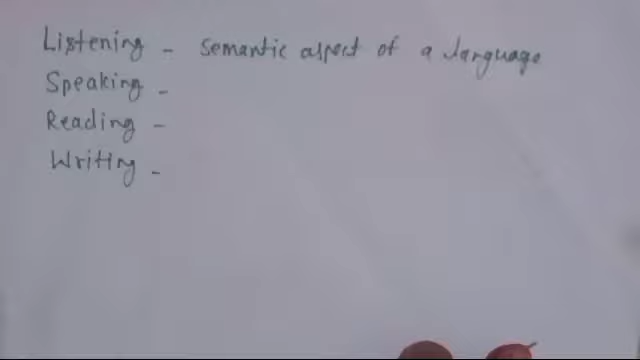 Listening - Semantic aspect of a language
Speaking -
Reading -
Writing -